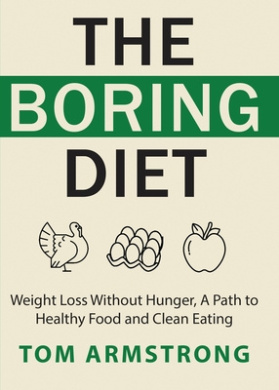 THE
BORING
DIET
Weight Loss Without Hunger, A Path to
Healthy Food and Clean Eating
TOM ARMSTRONG